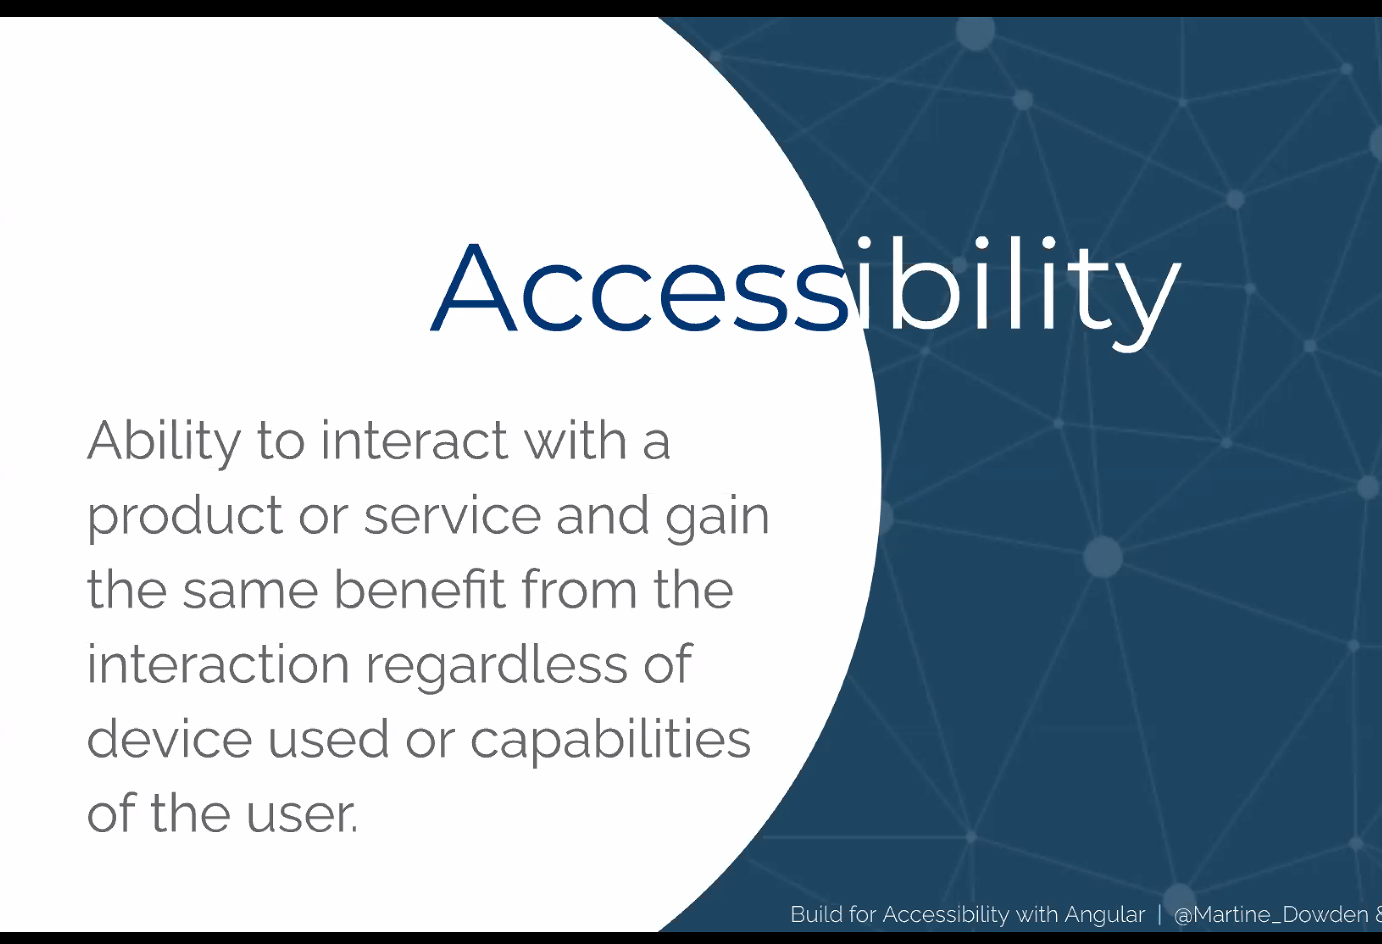 Accessibility
Ability to interact with a
product or service and gain
the same benefit from the
interaction regardless of
device used or capabilities
of the user.
Build for Accessibility with Angular | @Martine_Dowden &